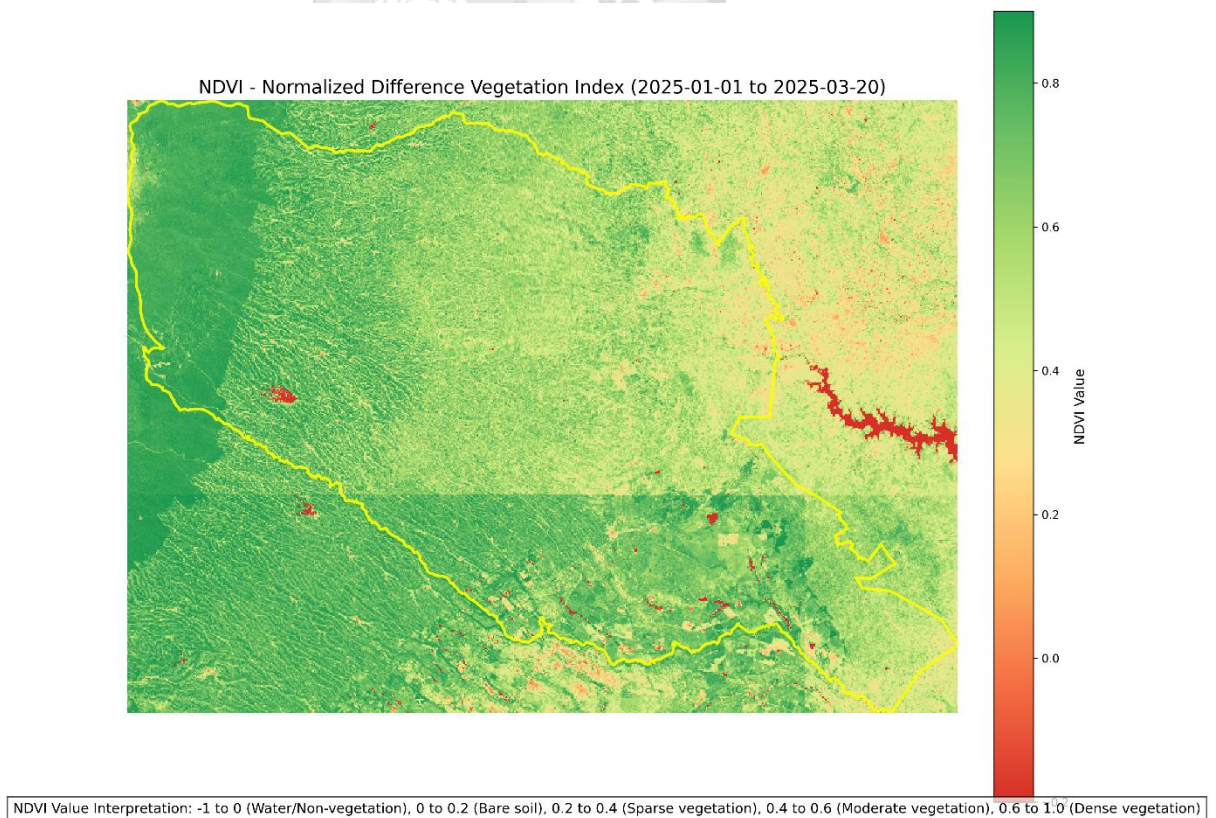 NDVI - Normalized Difference Vegetation Index (2025-01-01 to 2025-03-20)
0.8
0.6
0.4
0.2
0.0
NDVI Value
NDVI Value Interpretation: -1 to 0 (Water/Non-vegetation), 0 to 0.2 (Bare soil), 0.2 to 0.4 (Sparse vegetation), 0.4 to 0.6 (Moderate vegetation), 0.6 to 1.0 (Dense vegetation)